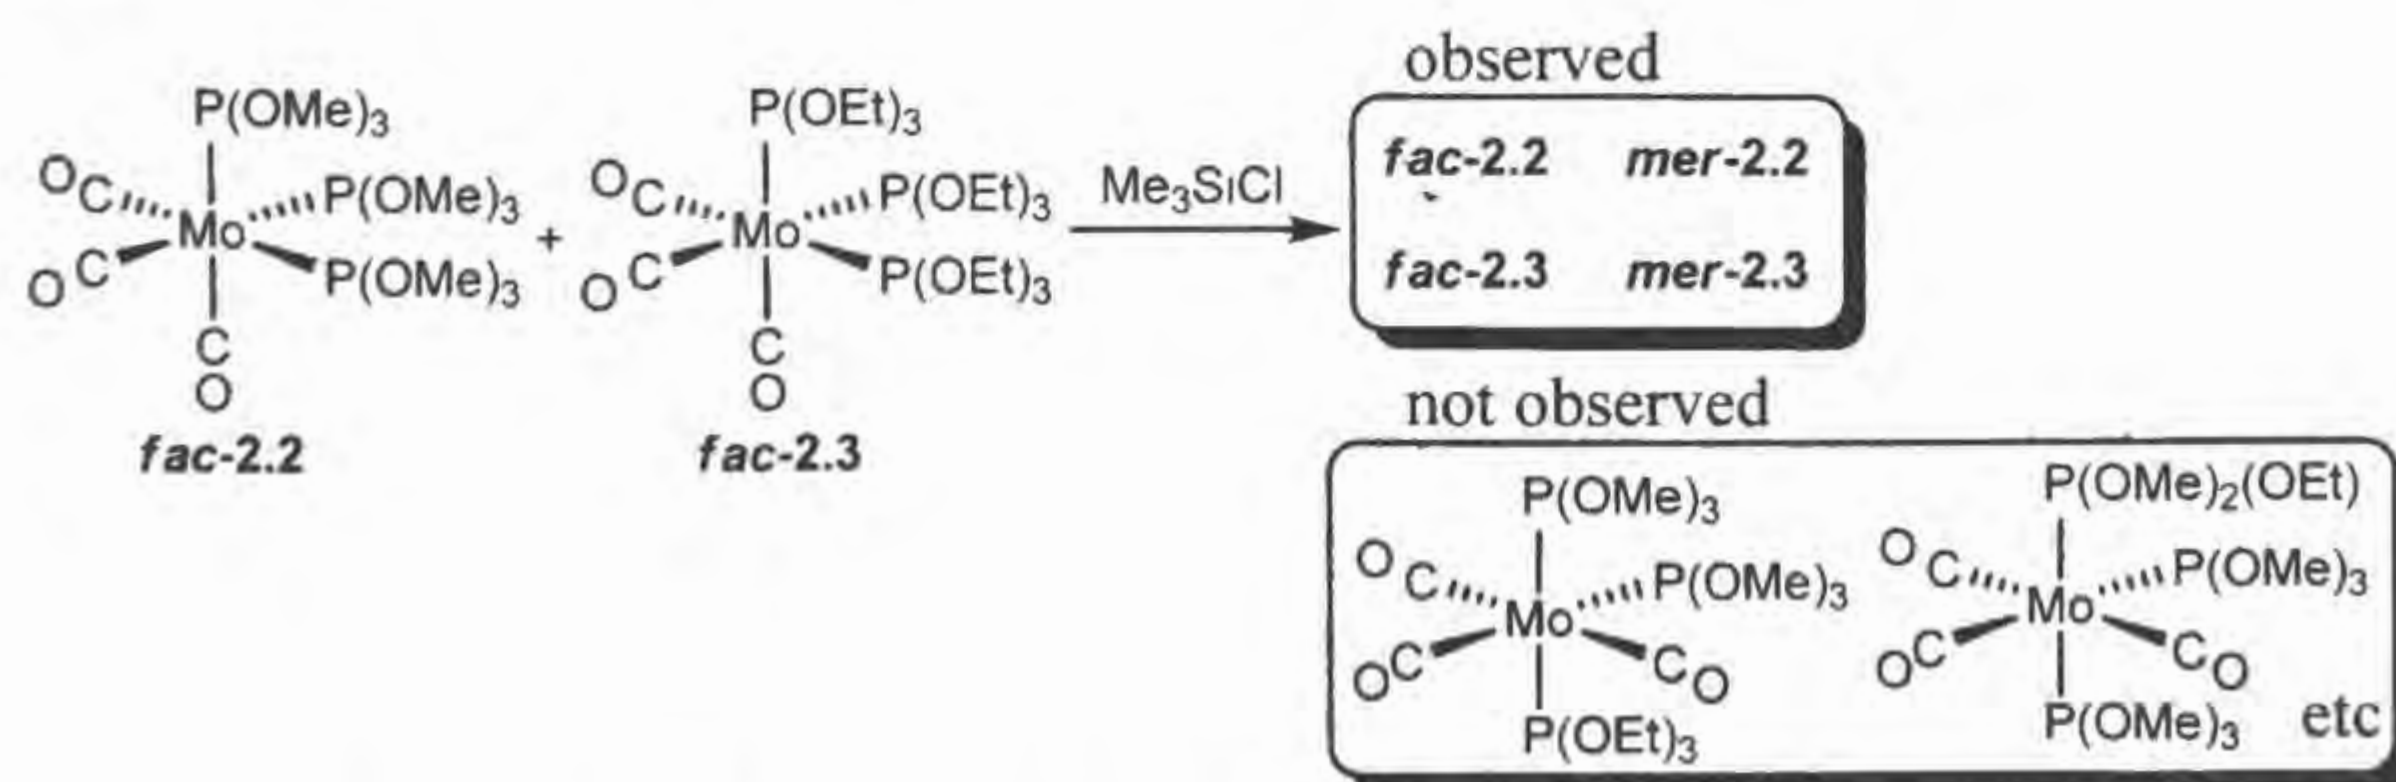 observed
P(OMe)3 P(OEt)3
OC P(OMe)3 OC P(OEt)3 Me3SiCl fac-2.2 mer-2.2
Mo + Mo
OC P(OMe)3 OC P(OEt)3 fac-2.3 mer-2.3
C C
O O
fac-2.2 fac-2.3
not observed
P(OMe)3 P(OMe)2(OEt)
OC P(OMe)3 OC P(OMe)3
Mo Mo
OC CO OC CO
P(OEt)3 P(OMe)3 etc